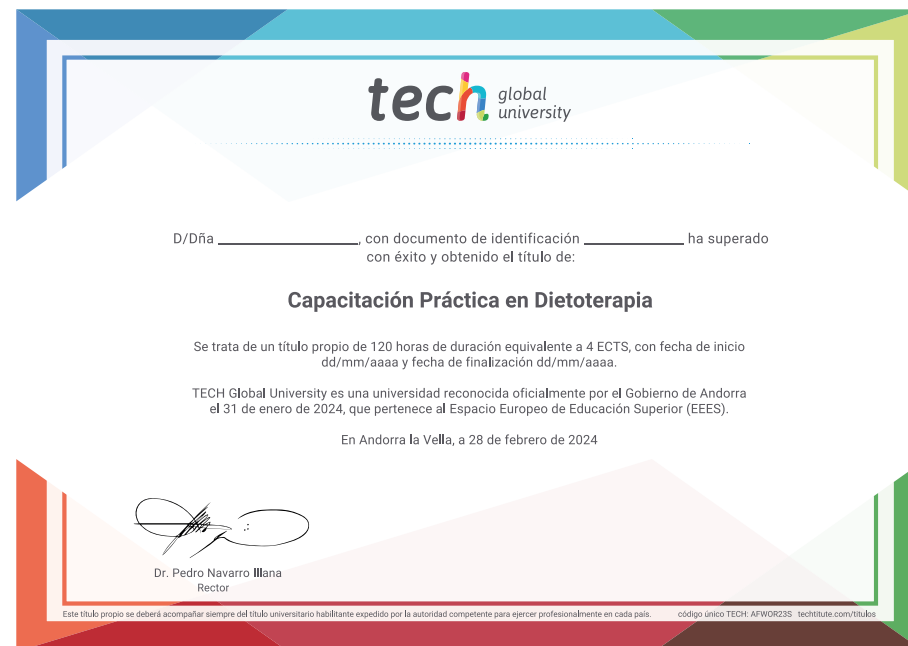 tech global university
D/Dña ____________________, con documento de identificación ______________ ha superado
con éxito y obtenido el título de:
Capacitación Práctica en Dietoterapia
Se trata de un título propio de 120 horas de duración equivalente a 4 ECTS, con fecha de inicio
dd/mm/aaaa y fecha de finalización dd/mm/aaaa.
TECH Global University es una universidad reconocida oficialmente por el Gobierno de Andorra
el 31 de enero de 2024, que pertenece al Espacio Europeo de Educación Superior (EEES).
En Andorra la Vella, a 28 de febrero de 2024
Dr. Pedro Navarro Illana
Rector
Este título propio se deberá acompañar siempre del título universitario habilitante expedido por la autoridad competente para ejercer profesionalmente en cada país. código único TECH: AFWOR23S techtitute.com/titulos